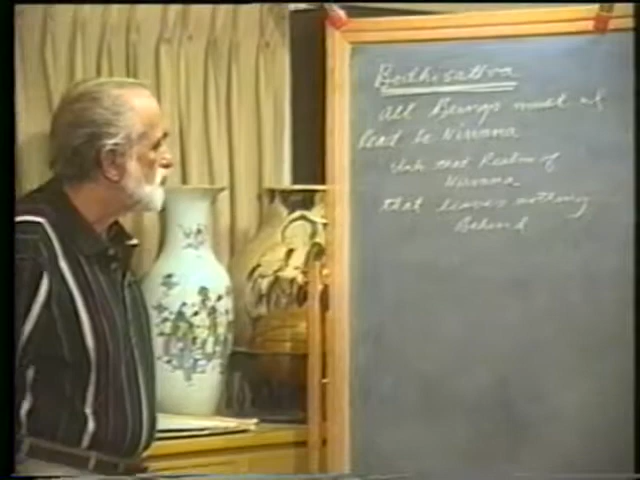 Bodhisattva
All Beings must I
lead to Nirvana
Into that Realm of
Nirvana
that leaves nothing
Behind